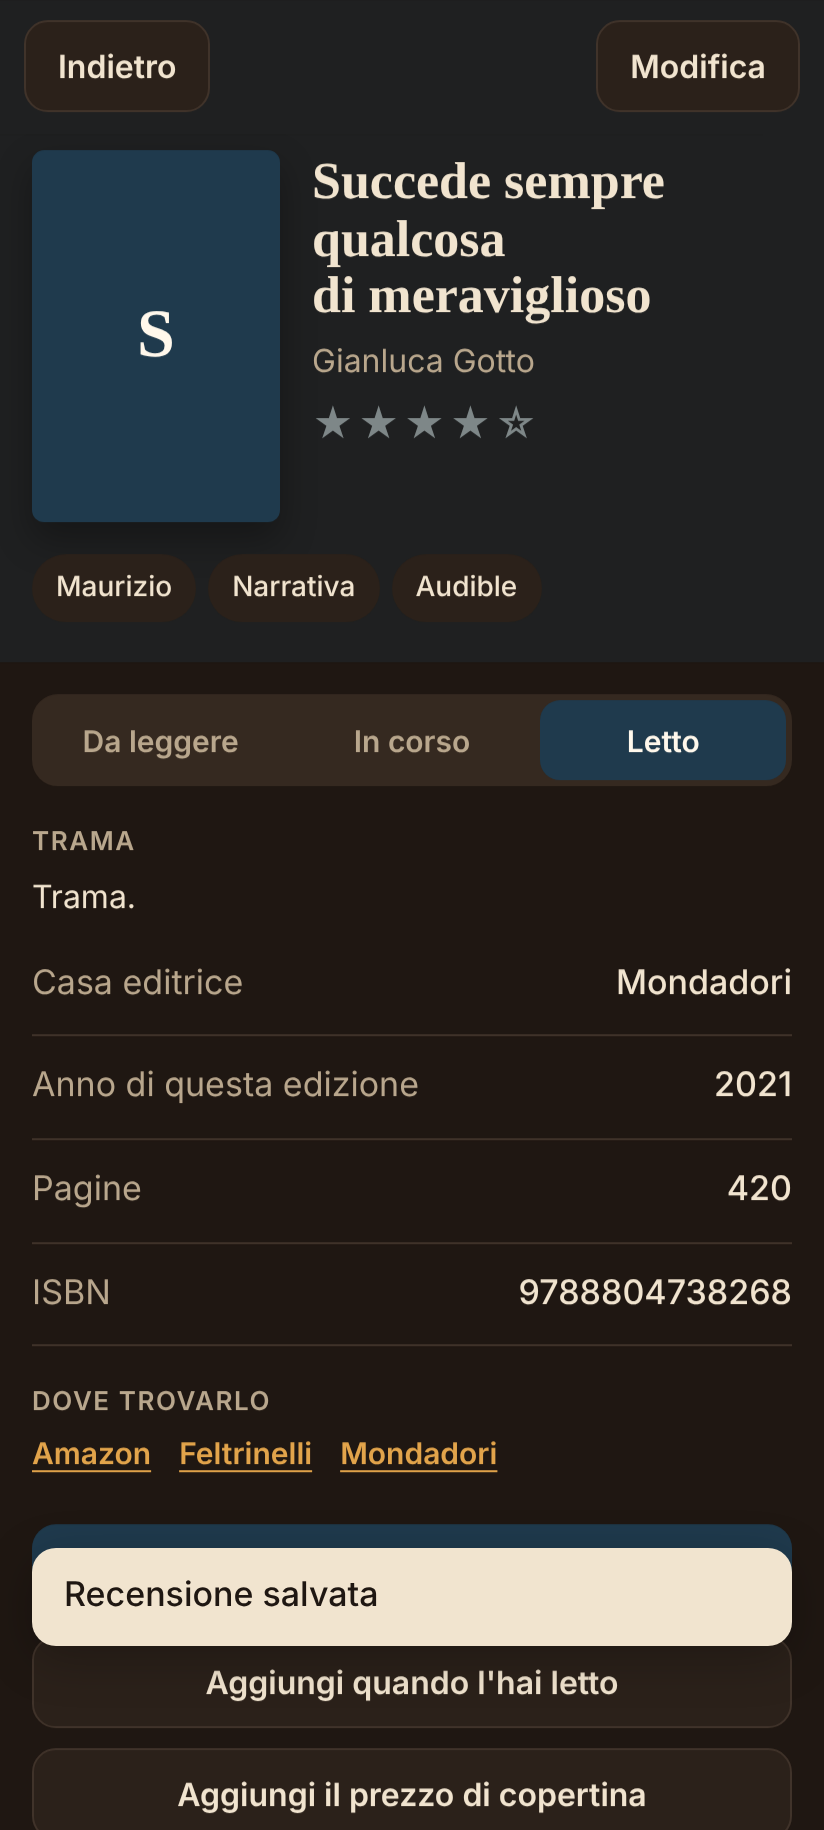 Indietro
Modifica
S
Succede sempre
qualcosa
di meraviglioso
Gianluca Gotto
★★★★☆
Maurizio
Narrativa
Audible
Da leggere
In corso
Letto
TRAMA
Trama.
Casa editrice
Mondadori
Anno di questa edizione
2021
Pagine
420
ISBN
9788804738268
DOVE TROVARLO
Amazon
Feltrinelli
Mondadori
Recensione salvata
Aggiungi quando l'hai letto
Aggiungi il prezzo di copertina